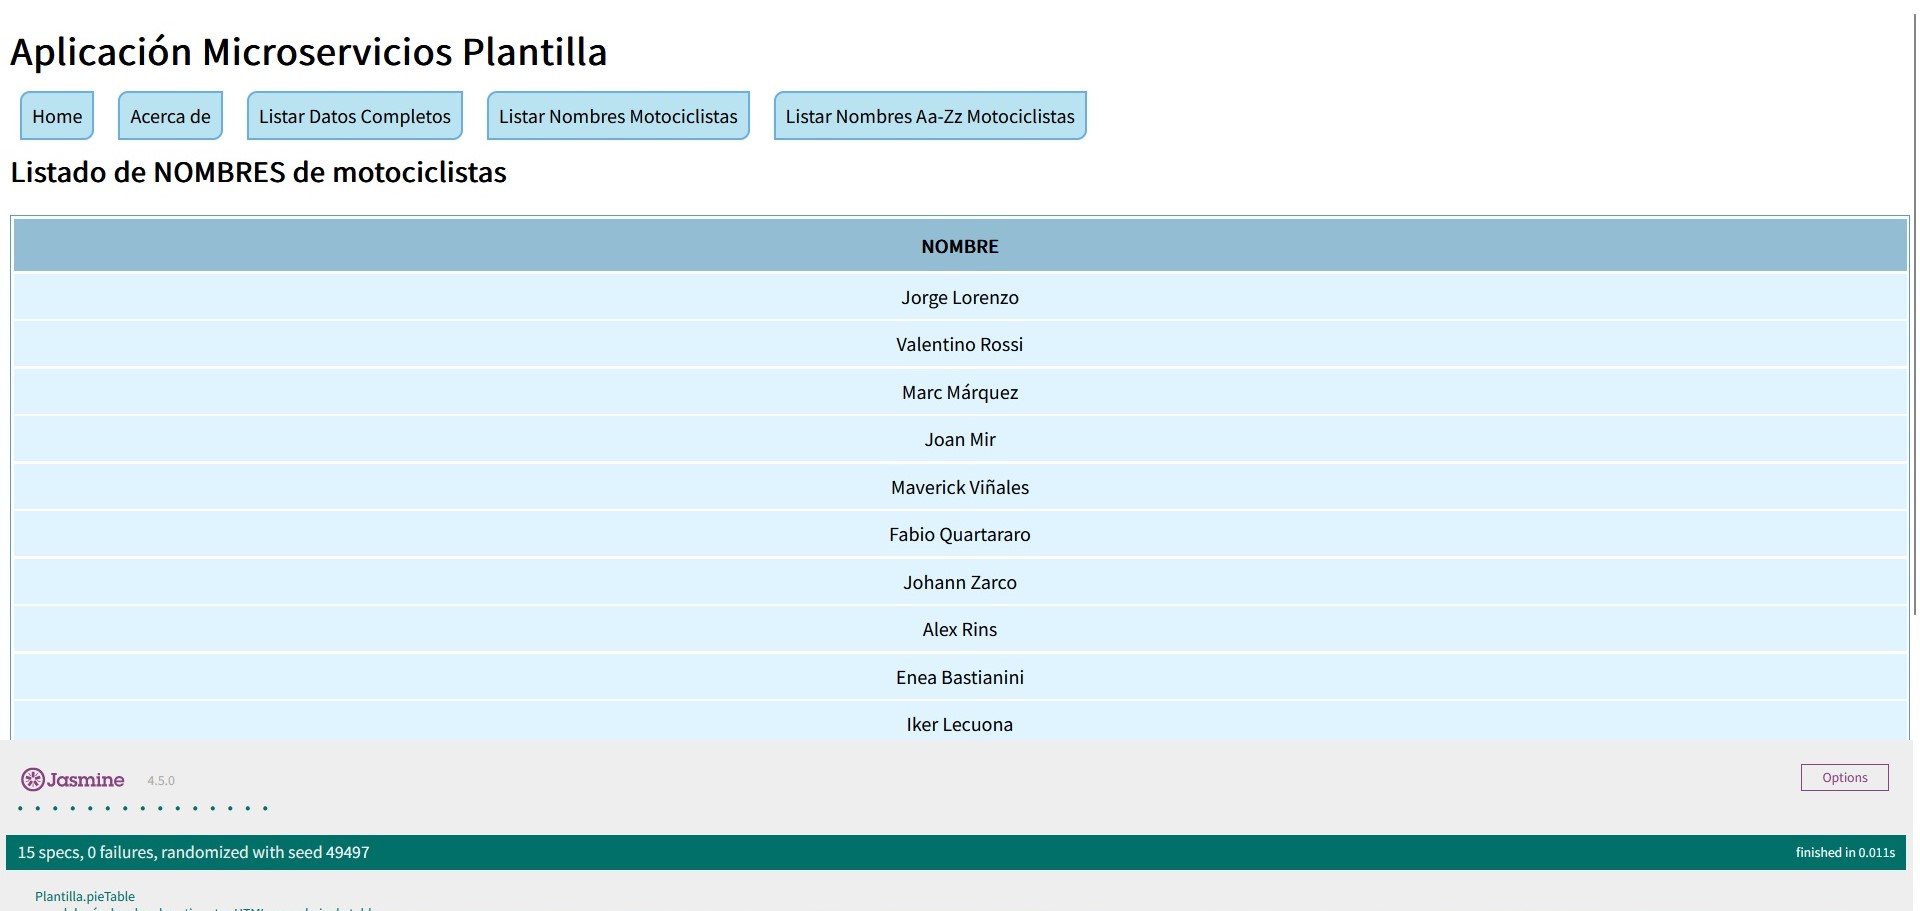 Aplicación Microservicios Plantilla
Home Acerca de Listar Datos Completos Listar Nombres Motociclistas Listar Nombres Aa-Zz Motociclistas
Listado de NOMBRES de motociclistas
NOMBRE
Jorge Lorenzo
Valentino Rossi
Marc Márquez
Joan Mir
Maverick Viñales
Fabio Quartararo
Johann Zarco
Alex Rins
Enea Bastianini
Iker Lecuona
Jasmine 4.5.0 Options
15 specs, 0 failures, randomized with seed 49497 finished in 0.011s
Plantilla.pieTable